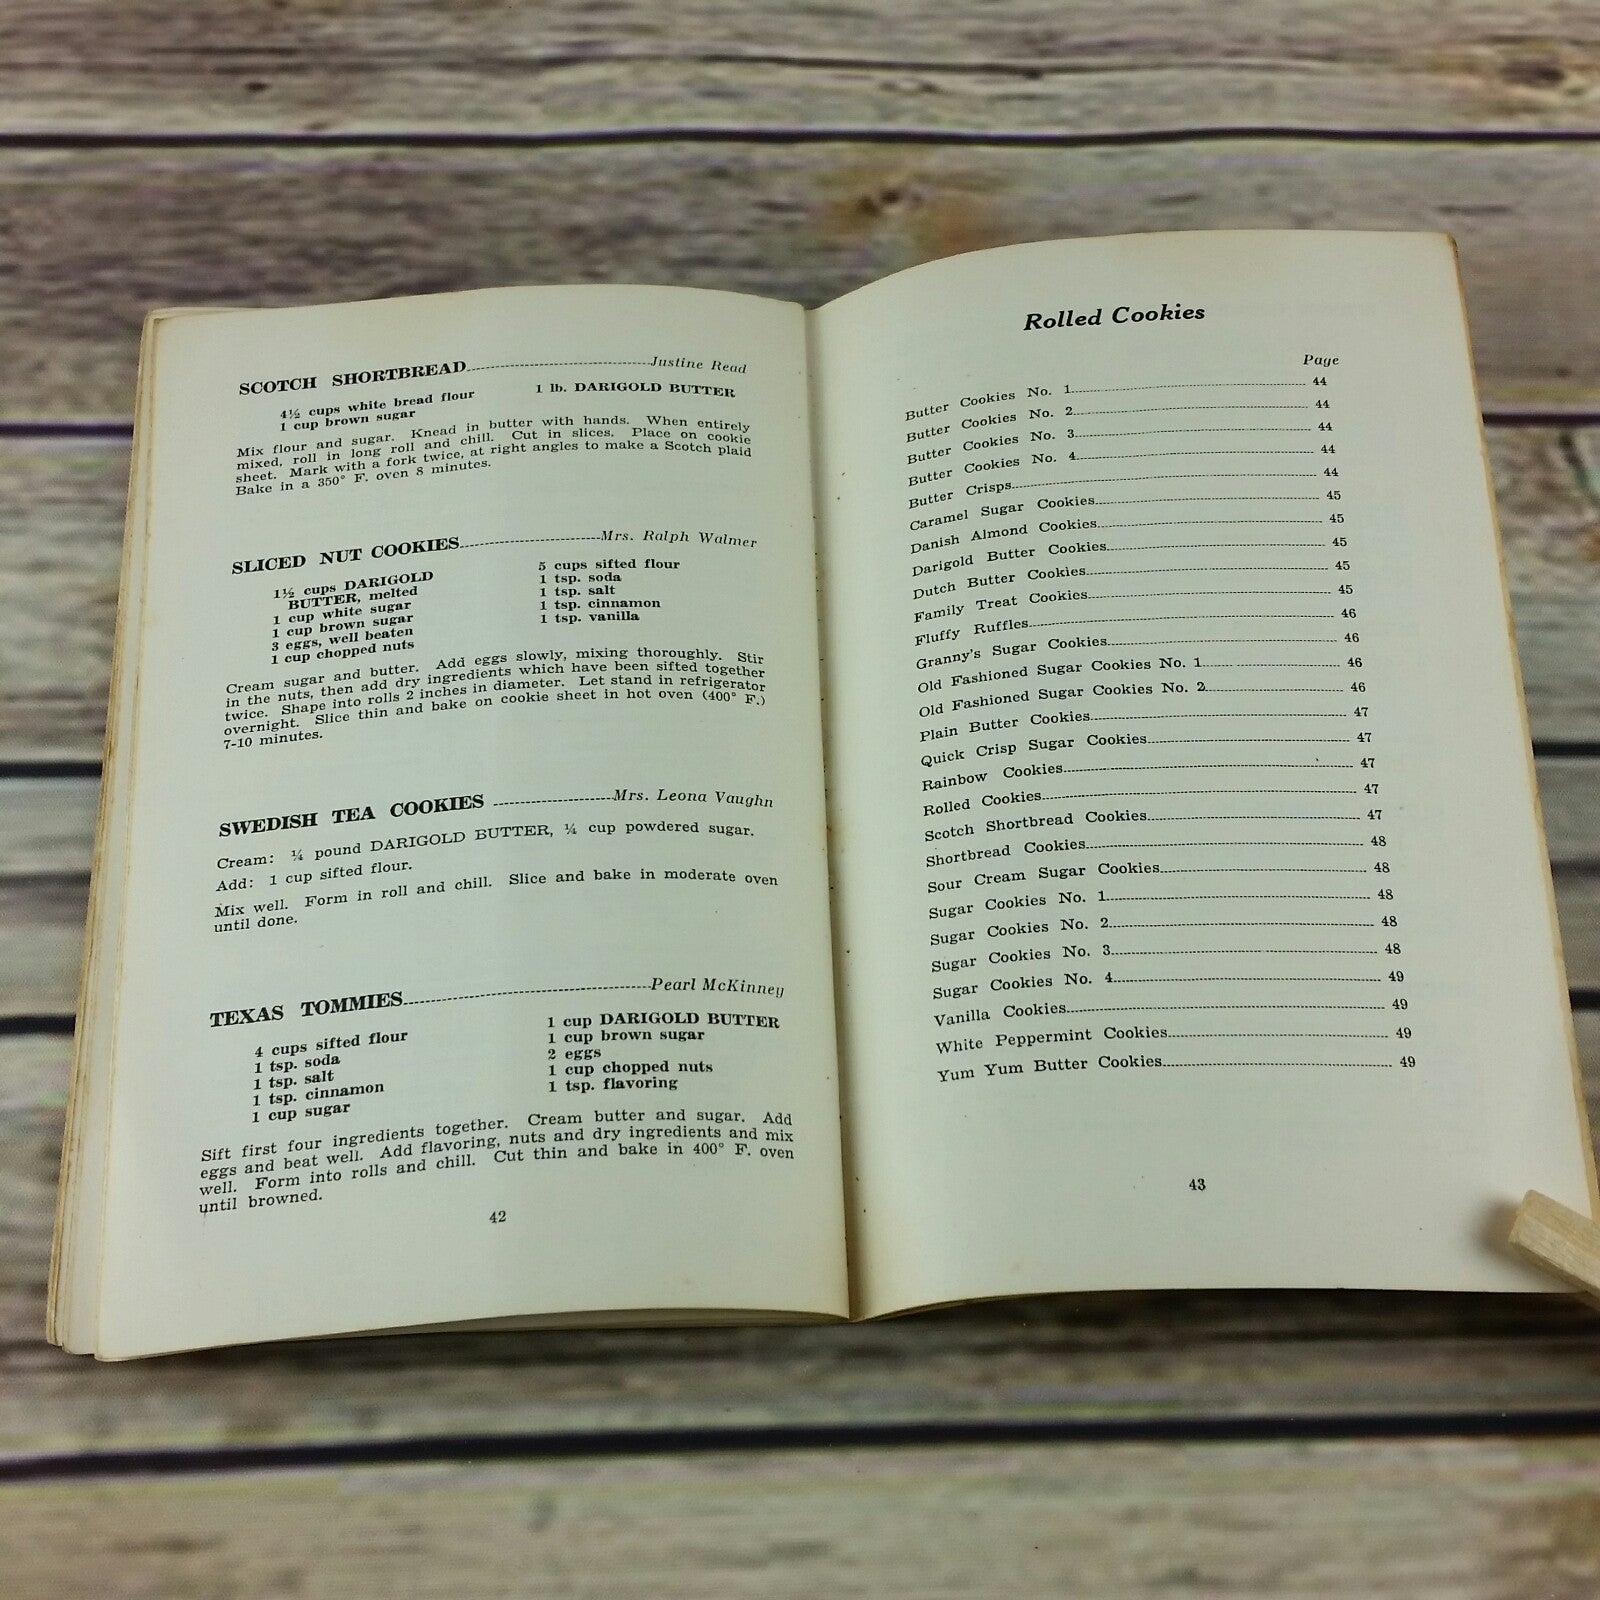 SCOTCH SHORTBREAD Justine Read
4½ cups white bread flour 1 lb. DARIGOLD BUTTER
1 cup brown sugar
Mix flour and sugar. Knead in butter with hands. When entirely
mixed, roll in long roll and chill. Cut in slices. Place on cookie
sheet. Mark with a fork twice, at right angles to make a Scotch plaid
Bake in a 350° F. oven 8 minutes.
SLICED NUT COOKIES Mrs. Ralph Walmer
1½ cups DARIGOLD
BUTTER, melted
1 cup white sugar
1 cup brown sugar
3 eggs, well beaten
1 cup chopped nuts
5 cups sifted flour
1 tsp. soda
1 tsp. salt
1 tsp. cinnamon
1 tsp. vanilla
Cream sugar and butter. Add eggs slowly, mixing thoroughly. Stir
in the nuts, then add dry ingredients which have been sifted together
twice. Shape into rolls 2 inches in diameter. Let stand in refrigerator
overnight. Slice thin and bake on cookie sheet in hot oven (400° F.)
7-10 minutes.
SWEDISH TEA COOKIES Mrs. Leona Vaughn
Cream: ¼ pound DARIGOLD BUTTER, ¼ cup powdered sugar.
Add: 1 cup sifted flour.
Mix well. Form in roll and chill. Slice and bake in moderate oven
until done.
TEXAS TOMMIES Pearl McKinney
4 cups sifted flour
1 tsp. soda
1 tsp. salt
1 tsp. cinnamon
1 cup sugar
1 cup DARIGOLD BUTTER
1 cup brown sugar
2 eggs
1 cup chopped nuts
1 tsp. flavoring
Sift first four ingredients together. Cream butter and sugar. Add
eggs and beat well. Add flavoring, nuts and dry ingredients and mix
well. Form into rolls and chill. Cut thin and bake in 400° F. oven
until browned.
42
Rolled Cookies
Page
Butter Cookies No. 1 44
Butter Cookies No. 2 44
Butter Cookies No. 3 44
Butter Cookies No. 4 44
Butter Crisps 44
Caramel Sugar Cookies 45
Danish Almond Cookies 45
Darigold Butter Cookies 45
Dutch Butter Cookies 45
Family Treat Cookies 45
Fluffy Ruffles 46
Granny's Sugar Cookies 46
Old Fashioned Sugar Cookies No. 1 46
Old Fashioned Sugar Cookies No. 2 46
Plain Butter Cookies 47
Quick Crisp Sugar Cookies 47
Rainbow Cookies 47
Rolled Cookies 47
Scotch Shortbread Cookies 47
Shortbread Cookies 48
Sour Cream Sugar Cookies 48
Sugar Cookies No. 1 48
Sugar Cookies No. 2 48
Sugar Cookies No. 3 48
Sugar Cookies No. 4 49
Vanilla Cookies 49
White Peppermint Cookies 49
Yum Yum Butter Cookies 49
43